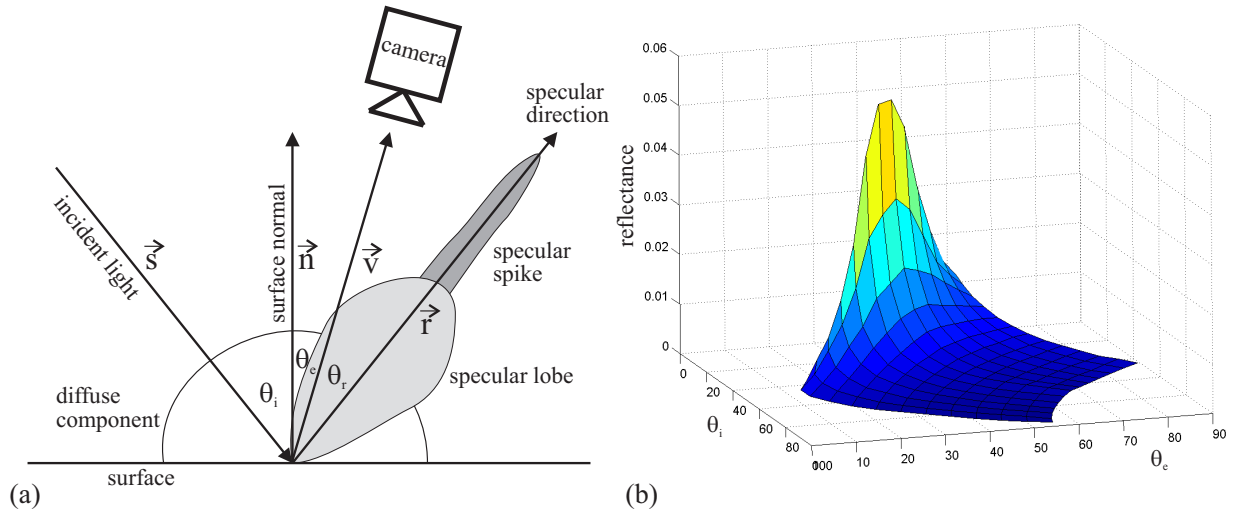 camera
specular
direction
incident light
s
surface normal
n
v
specular
spike
r
θe
θr
θi
specular lobe
diffuse
component
surface
(a)
0.06
0.05
0.04
0.03
0.02
0.01
0
reflectance
0
20
40
60
80
100
θi
0
10
20
30
40
50
60
70
80
90
θe
(b)